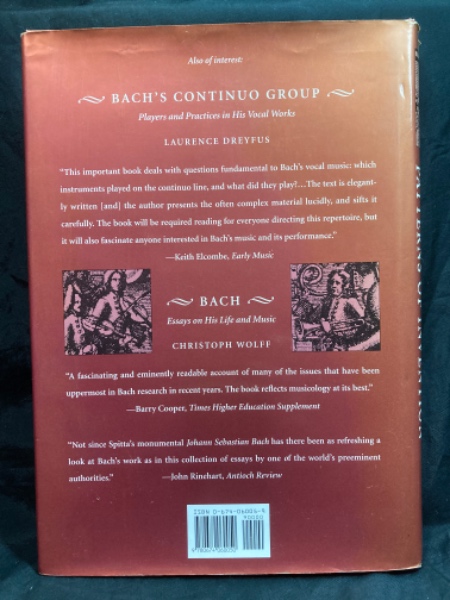 Also of interest:
BACH'S CONTINUO GROUP
Players and Practices in His Vocal Works
LAURENCE DREYFUS
"This important book deals with questions fundamental to Bach's vocal music: which
instruments played on the continuo line, and what did they play?…The text is elegant-
ly written [and] the author presents the often complex material lucidly, and sifts it
carefully. The book will be required reading for everyone directing this repertoire, but
it will also fascinate anyone interested in Bach's music and its performance."
—Keith Elcombe, Early Music
BACH
Essays on His Life and Music
CHRISTOPH WOLFF
"A fascinating and eminently readable account of many of the issues that have been
uppermost in Bach research in recent years. The book reflects musicology at its best."
—Barry Cooper, Times Higher Education Supplement
"Not since Spitta's monumental Johann Sebastian Bach has there been as refreshing a
look at Bach's work as in this collection of essays by one of the world's preeminent
authorities."
—John Rinehart, Antioch Review
ISBN 0-674-06005-9
90000